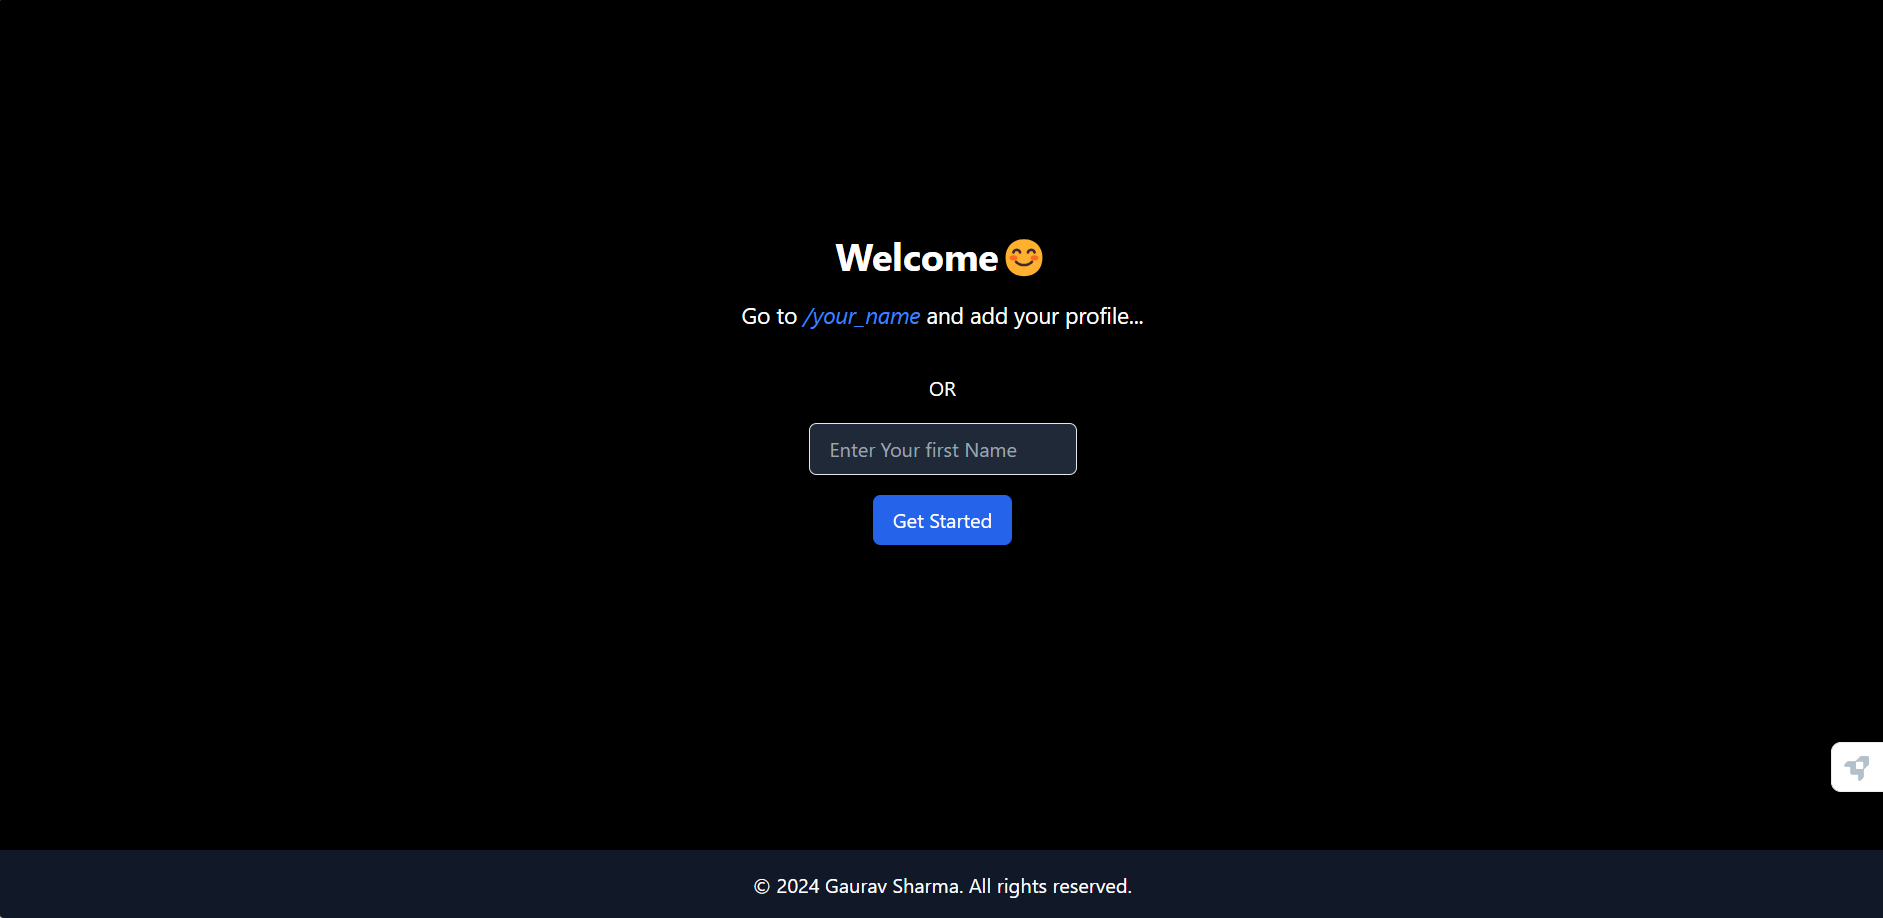 Welcome😊
Go to /your_name and add your profile...
OR
Enter Your first Name
Get Started
© 2024 Gaurav Sharma. All rights reserved.